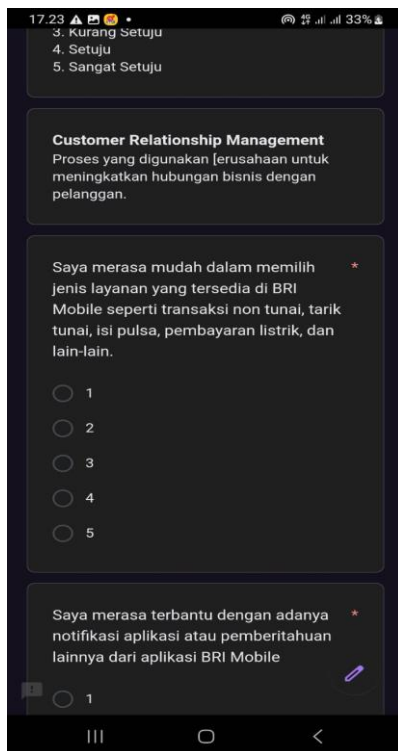 17.23
33%
3. Kurang Setuju
4. Setuju
5. Sangat Setuju
Customer Relationship Management
Proses yang digunakan [erusahaan untuk
meningkatkan hubungan bisnis dengan
pelanggan.
Saya merasa mudah dalam memilih *
jenis layanan yang tersedia di BRI
Mobile seperti transaksi non tunai, tarik
tunai, isi pulsa, pembayaran listrik, dan
lain-lain.
1
2
3
4
5
Saya merasa terbantu dengan adanya *
notifikasi aplikasi atau pemberitahuan
lainnya dari aplikasi BRI Mobile
1